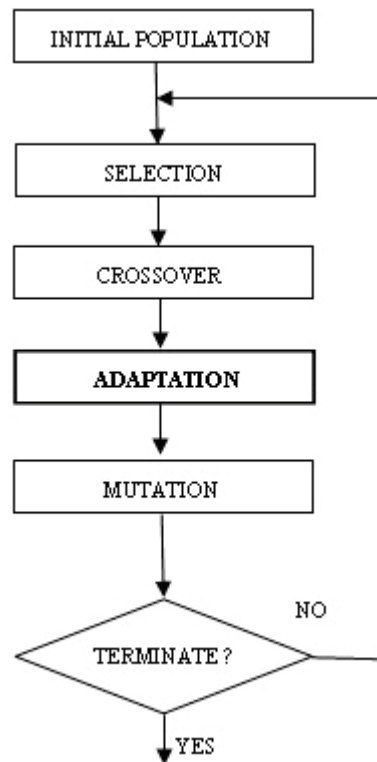 INITIAL POPULATION
SELECTION
CROSSOVER
ADAPTATION
MUTATION
NO
TERMINATE ?
YES